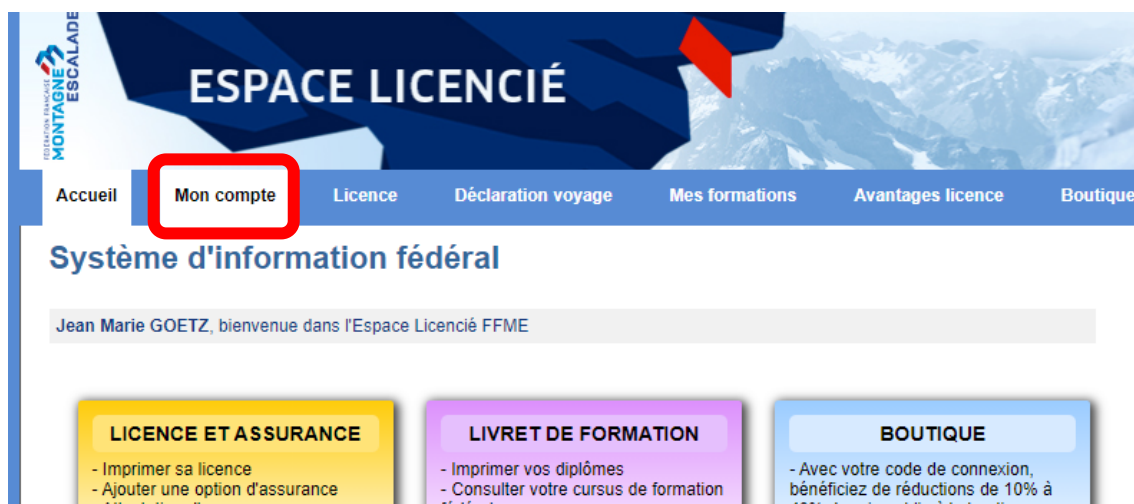 FÉDÉRATION FRANÇAISE
MONTAGNE
ESCALADE
ESPACE LICENCIÉ
Accueil Mon compte Licence Déclaration voyage Mes formations Avantages licence Boutique
Système d'information fédéral
Jean Marie GOETZ, bienvenue dans l'Espace Licencié FFME
LICENCE ET ASSURANCE
- Imprimer sa licence
- Ajouter une option d'assurance
LIVRET DE FORMATION
- Imprimer vos diplômes
- Consulter votre cursus de formation
BOUTIQUE
- Avec votre code de connexion,
bénéficiez de réductions de 10% à